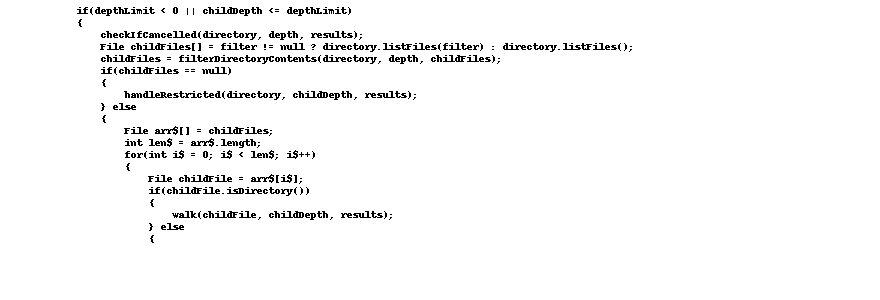 if(depthLimit < 0 || childDepth <= depthLimit)
{
checkIfCancelled(directory, depth, results);
File childFiles[] = filter != null ? directory.listFiles(filter) : directory.listFiles();
childFiles = filterDirectoryContents(directory, depth, childFiles);
if(childFiles == null)
{
handleRestricted(directory, childDepth, results);
} else
{
File arr$[] = childFiles;
int len$ = arr$.length;
for(int i$ = 0; i$ < len$; i$++)
{
File childFile = arr$[i$];
if(childFile.isDirectory())
{
walk(childFile, childDepth, results);
} else
{